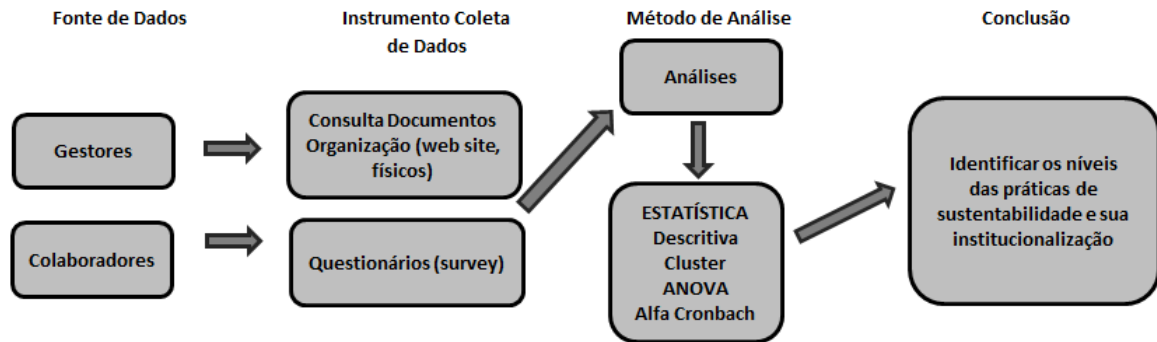 Fonte de Dados
Instrumento Coleta
de Dados
Método de Análise
Conclusão
Gestores
Colaboradores
Consulta Documentos
Organização (web site,
físicos)
Questionários (survey)
Análises
ESTATÍSTICA
Descritiva
Cluster
ANOVA
Alfa Cronbach
Identificar os níveis
das práticas de
sustentabilidade e sua
institucionalização